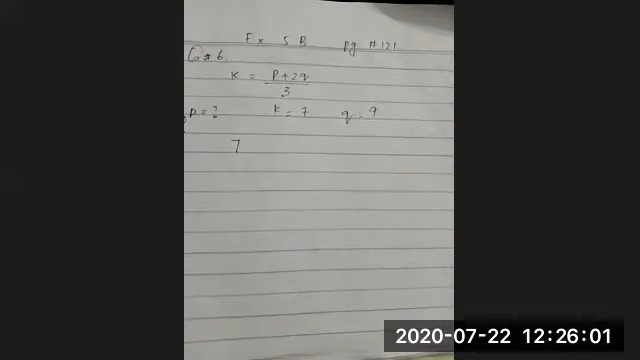 Ex 5 B pg # 121
Q # 6
K = p + 2q
3
p = ? K = 7 q = 9
7
2020-07-22 12:26:01